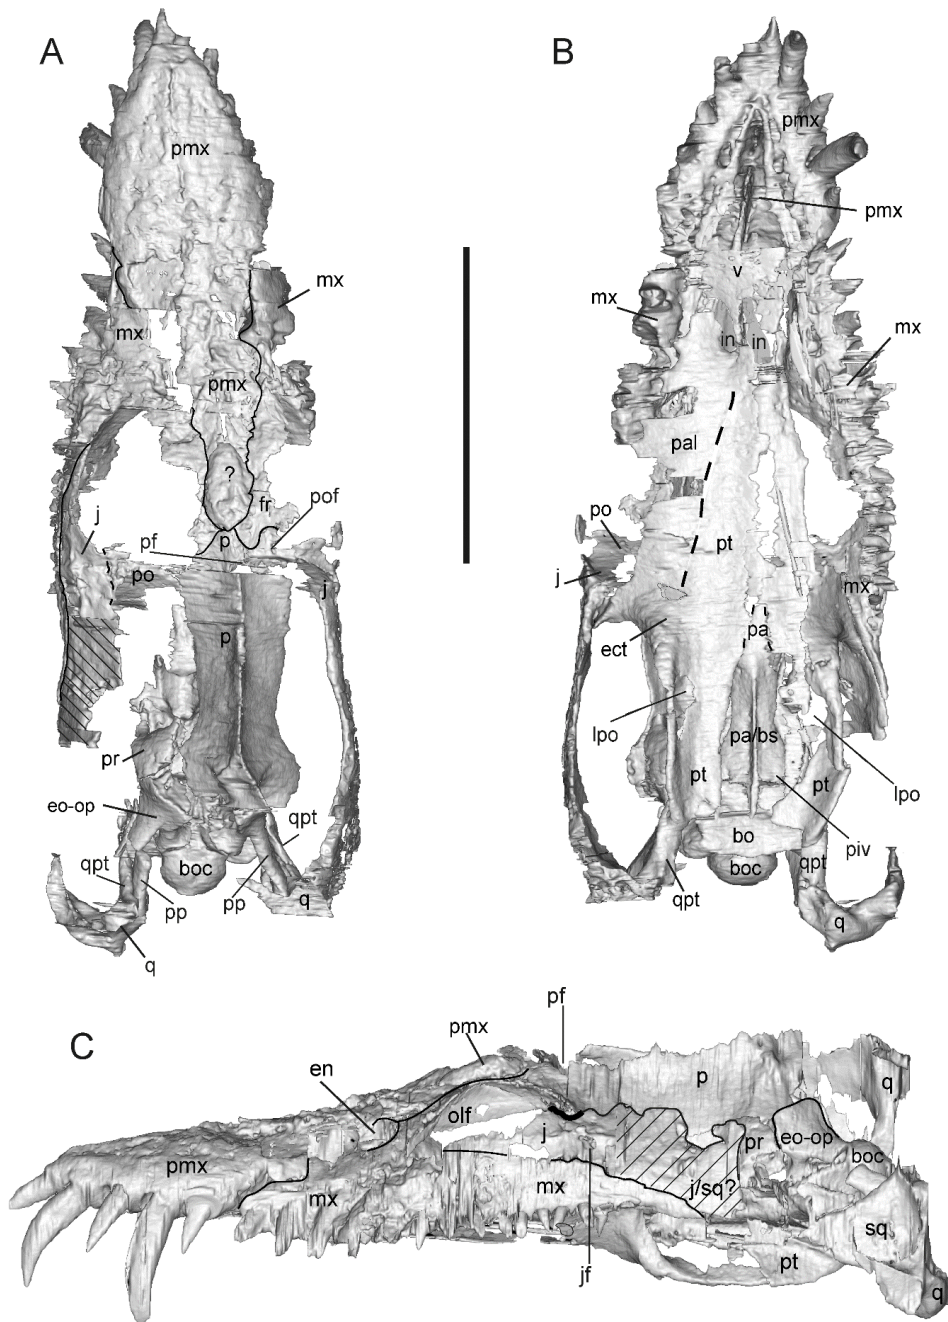 A
pmx
mx
mx
pmx
?
fr
pof
p
pf
j
po
j
p
pr
eo-op
qpt
qpt
boc
pp
pp
q
q
B
pmx
pmx
v
mx
mx
in
in
pal
po
pt
j
mx
pa
ect
lpo
pa/bs
pt
pt
lpo
bo
piv
boc
qpt
qpt
q
C
pf
pmx
en
olf
p
q
j
pr
eo-op
boc
pmx
mx
mx
j/sq?
sq
pt
jf
q